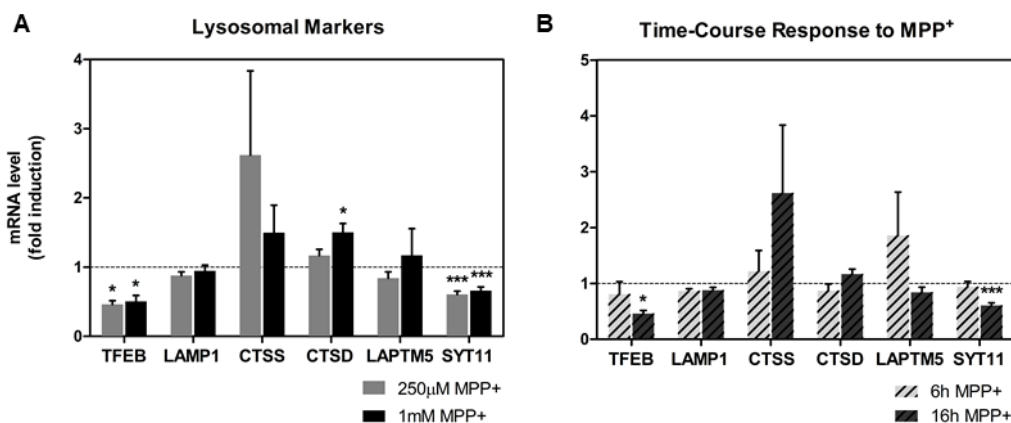 A
Lysosomal Markers
mRNA level
(fold induction)
4
3
2
1
0
*
*
*
***
***
TFEB
LAMP1
CTSS
CTSD
LAPTM5
SYT11
250μM MPP+
1mM MPP+
B
Time-Course Response to MPP⁺
5
4
3
2
1
0
*
***
TFEB
LAMP1
CTSS
CTSD
LAPTM5
SYT11
6h MPP+
16h MPP+